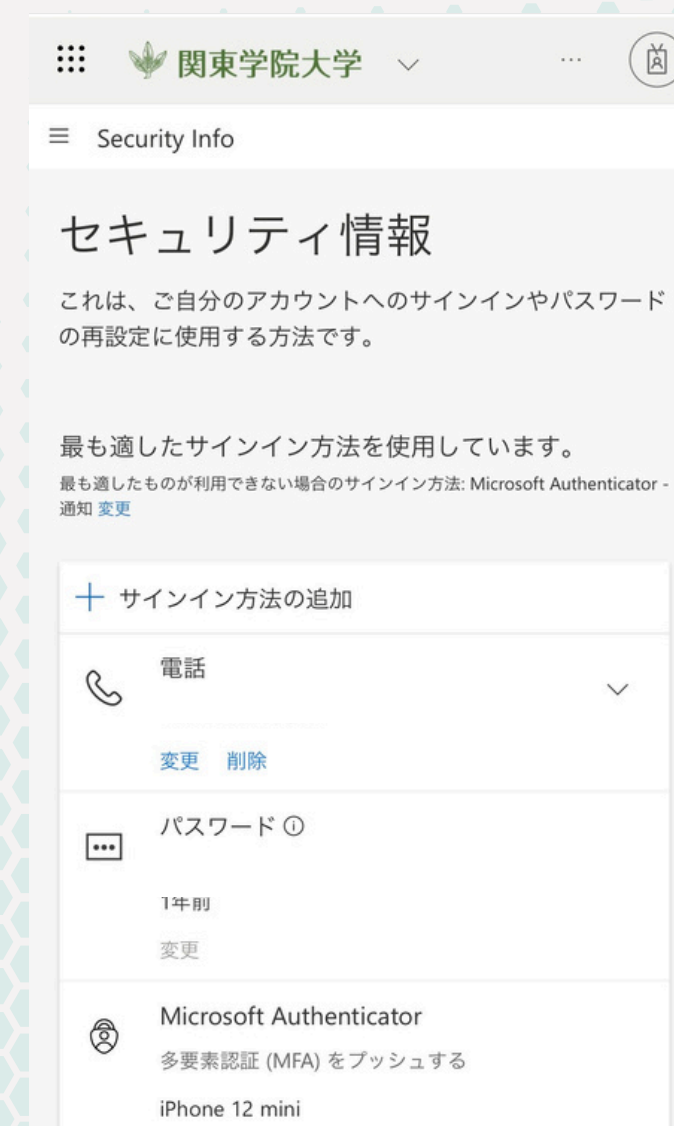 関東学院大学
Security Info
セキュリティ情報
これは、ご自分のアカウントへのサインインやパスワード
の再設定に使用する方法です。
最も適したサインイン方法を使用しています。
最も適したものが利用できない場合のサインイン方法: Microsoft Authenticator -
通知 変更
サインイン方法の追加
電話
変更 削除
パスワード
1年前
変更
Microsoft Authenticator
多要素認証 (MFA) をプッシュする
iPhone 12 mini